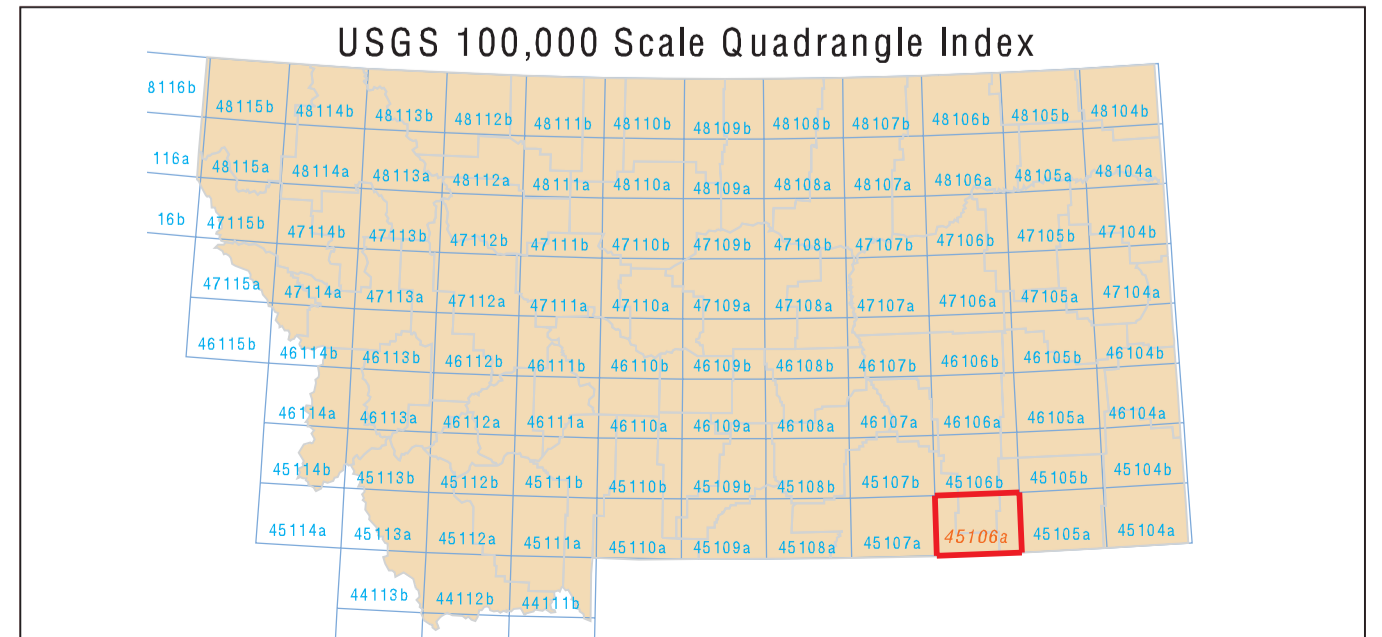 USGS 100,000 Scale Quadrangle Index
8116b 48115b 48114b 48113b 48112b 48111b 48110b 48109b 48108b 48107b 48106b 48105b 48104b
116a 48115a 48114a 48113a 48112a 48111a 48110a 48109a 48108a 48107a 48106a 48105a 48104a
16b 47115b 47114b 47113b 47112b 47111b 47110b 47109b 47108b 47107b 47106b 47105b 47104b
47115a 47114a 47113a 47112a 47111a 47110a 47109a 47108a 47107a 47106a 47105a 47104a
46115b 46114b 46113b 46112b 46111b 46110b 46109b 46108b 46107b 46106b 46105b 46104b
46114a 46113a 46112a 46111a 46110a 46109a 46108a 46107a 46106a 46105a 46104a
45114b 45113b 45112b 45111b 45110b 45109b 45108b 45107b 45106b 45105b 45104b
45114a 45113a 45112a 45111a 45110a 45109a 45108a 45107a 45106a 45105a 45104a
44113b 44112b 44111b